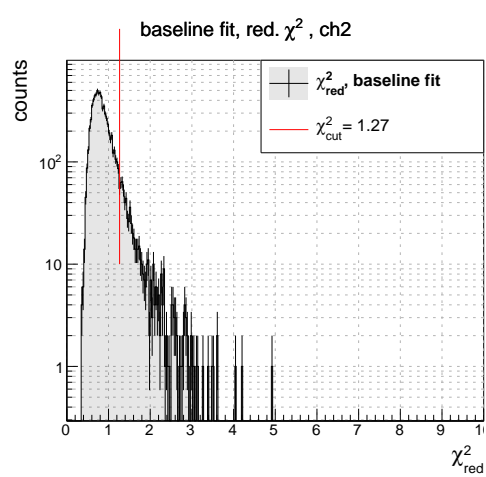 baseline fit, red. χ² , ch2
counts
χ²red, baseline fit
χ²cut = 1.27
10²
10
1
0 1 2 3 4 5 6 7 8 9 1
χ²red